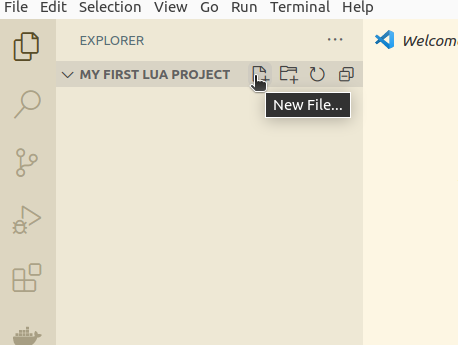 File Edit Selection View Go Run Terminal Help
EXPLORER ...
Welcome
MY FIRST LUA PROJECT
New File...